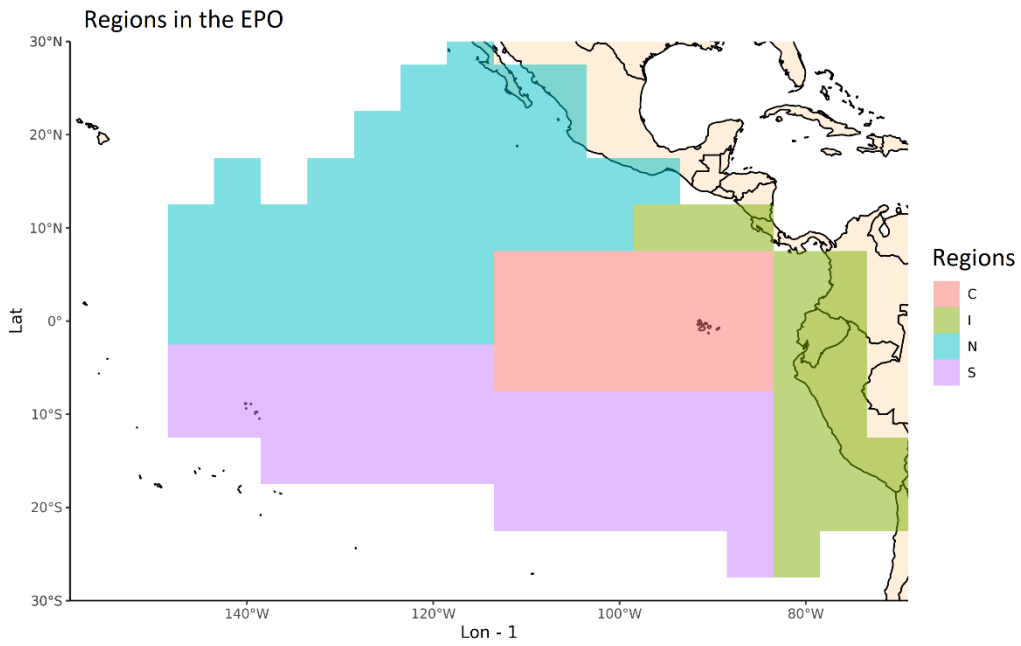 Regions in the EPO
30°N
20°N
10°N
0°
10°S
20°S
30°S
Lat
140°W
120°W
100°W
80°W
Lon - 1
Regions
C
I
N
S